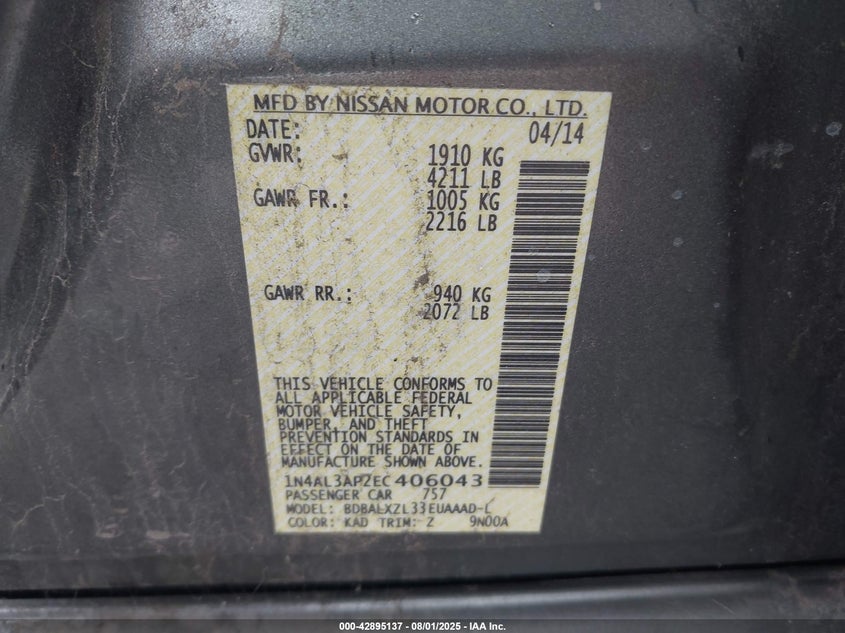 MFD BY NISSAN MOTOR CO., LTD.
DATE: 04/14
GVWR: 1910 KG
4211 LB
GAWR FR.: 1005 KG
2216 LB
GAWR RR.: 940 KG
2072 LB
THIS VEHICLE CONFORMS TO
ALL APPLICABLE FEDERAL
MOTOR VEHICLE SAFETY,
BUMPER, AND THEFT
PREVENTION STANDARDS IN
EFFECT ON THE DATE OF
MANUFACTURE SHOWN ABOVE.
1N4AL3AP2EC406043
PASSENGER CAR 757
MODEL: BDBALXZL33EUAAAD-L
COLOR: KAD TRIM: Z 9N00A
000-42895137 - 08/01/2025 - IAA Inc.